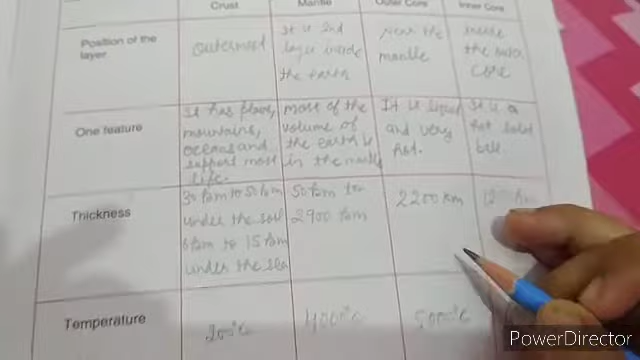 Crust Mantle Outer Core Inner Core
Position of the
layer
outermost
It is 2nd
layer inside
the earth
Near the
mantle
inside
the outer
core
One feature
It has plains,
mountains,
oceans and
support most
life.
most of the
volume of
the earth is
in the mantle
It is liquid
and very
hot.
It is a
hot solid
ball.
Thickness
30 km to 50 km
under the soil
6 km to 15 km
under the sea
50 km to
2900 km
2200 km
Temperature
200°C
4000°C
5000°C
PowerDirector